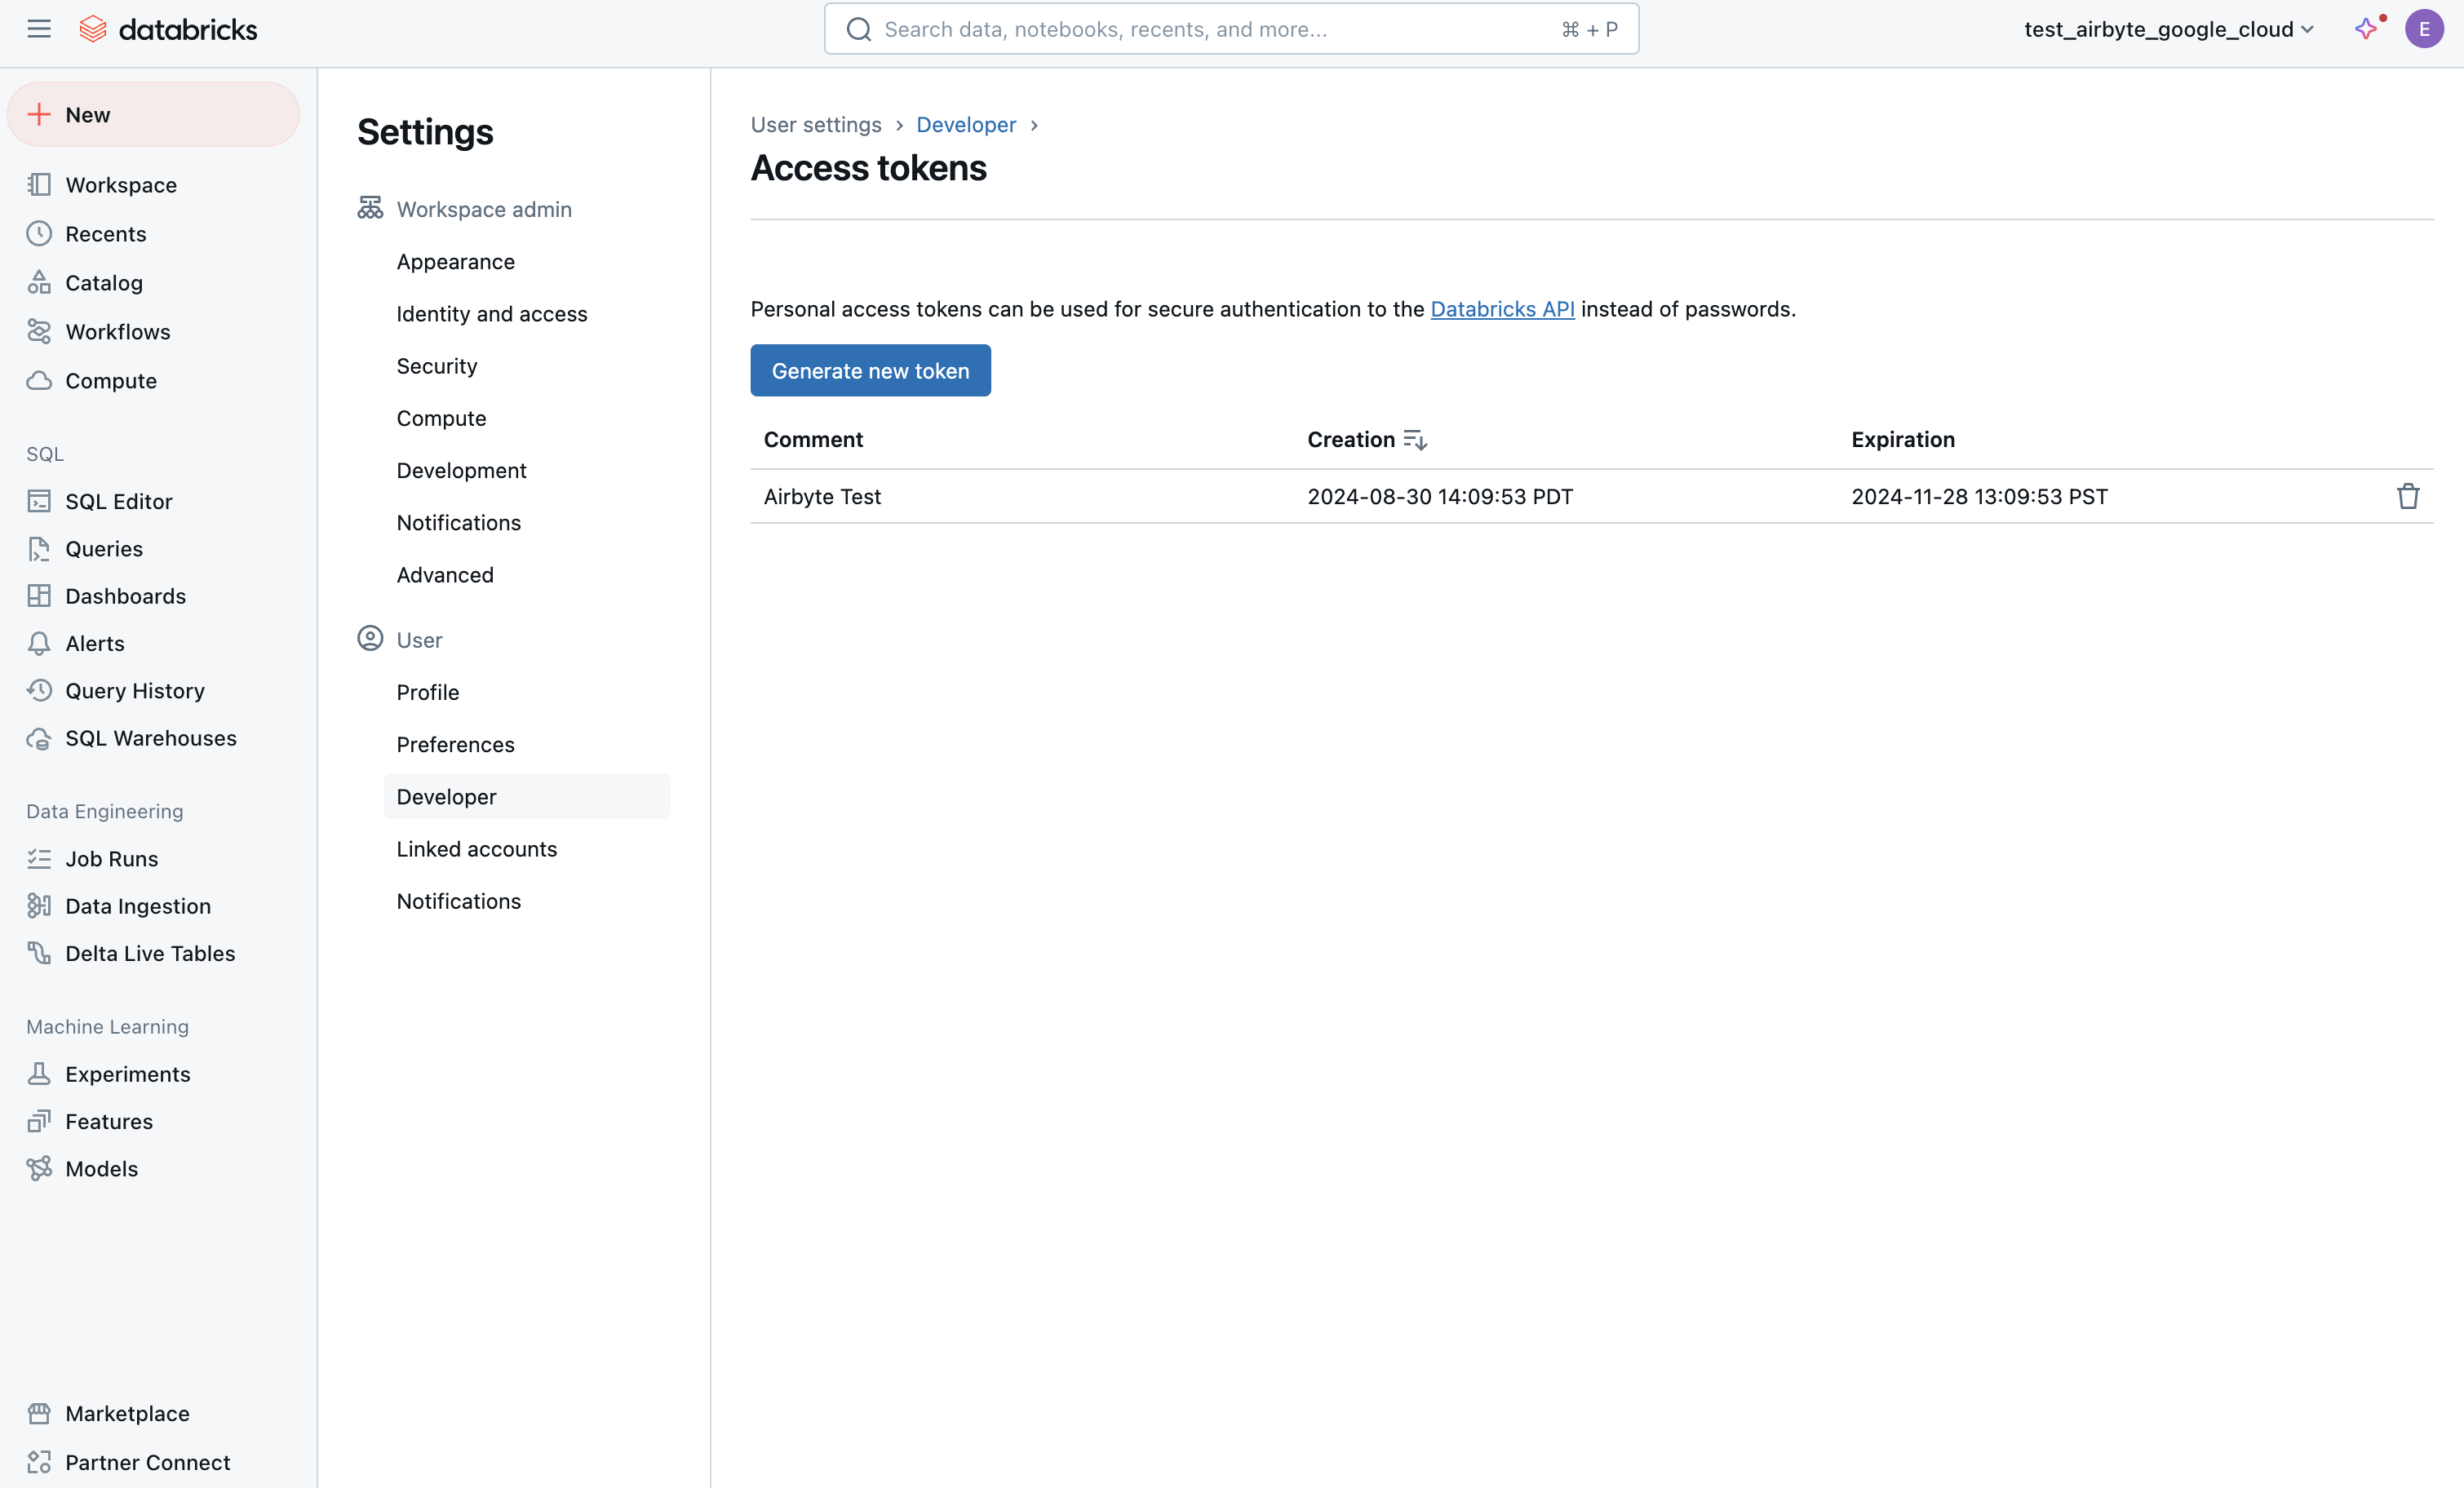 databricks
Search data, notebooks, recents, and more...
⌘ + P
test_airbyte_google_cloud
E
New
Workspace
Recents
Catalog
Workflows
Compute
SQL
SQL Editor
Queries
Dashboards
Alerts
Query History
SQL Warehouses
Data Engineering
Job Runs
Data Ingestion
Delta Live Tables
Machine Learning
Experiments
Features
Models
Marketplace
Partner Connect
Settings
Workspace admin
Appearance
Identity and access
Security
Compute
Development
Notifications
Advanced
User
Profile
Preferences
Developer
Linked accounts
Notifications
User settings › Developer ›
Access tokens
Personal access tokens can be used for secure authentication to the Databricks API instead of passwords.
Generate new token
Comment Creation Expiration
Airbyte Test 2024-08-30 14:09:53 PDT 2024-11-28 13:09:53 PST